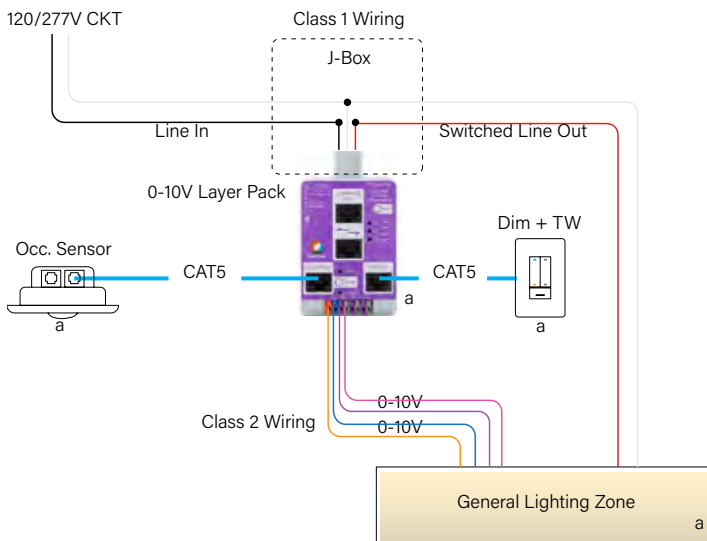 120/277V CKT
Class 1 Wiring
J-Box
Line In
Switched Line Out
0-10V Layer Pack
Dim + TW
Occ. Sensor
CAT5
CAT5
a
a
a
0-10V
Class 2 Wiring
0-10V
General Lighting Zone
a